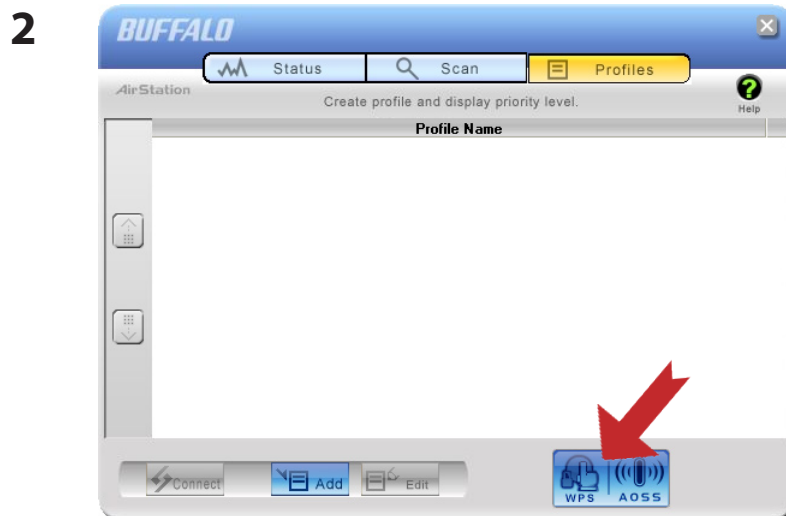 2
BUFFALO
Status Scan Profiles
AirStation
Create profile and display priority level.
Help
Profile Name
Connect Add Edit
WPS AOSS